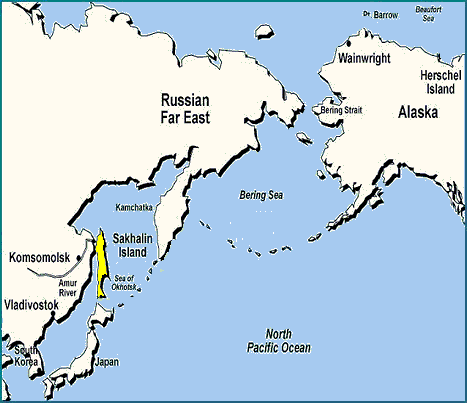 Beaufort
Sea
Barrow
Wainwright
Herschel
Island
Russian
Far East
Bering Strait
Alaska
Bering Sea
Kamchatka
Sakhalin
Island
Komsomolsk
Sea of
Okhotsk
Amur
River
Vladivostok
North
Pacific Ocean
South
Korea
Japan